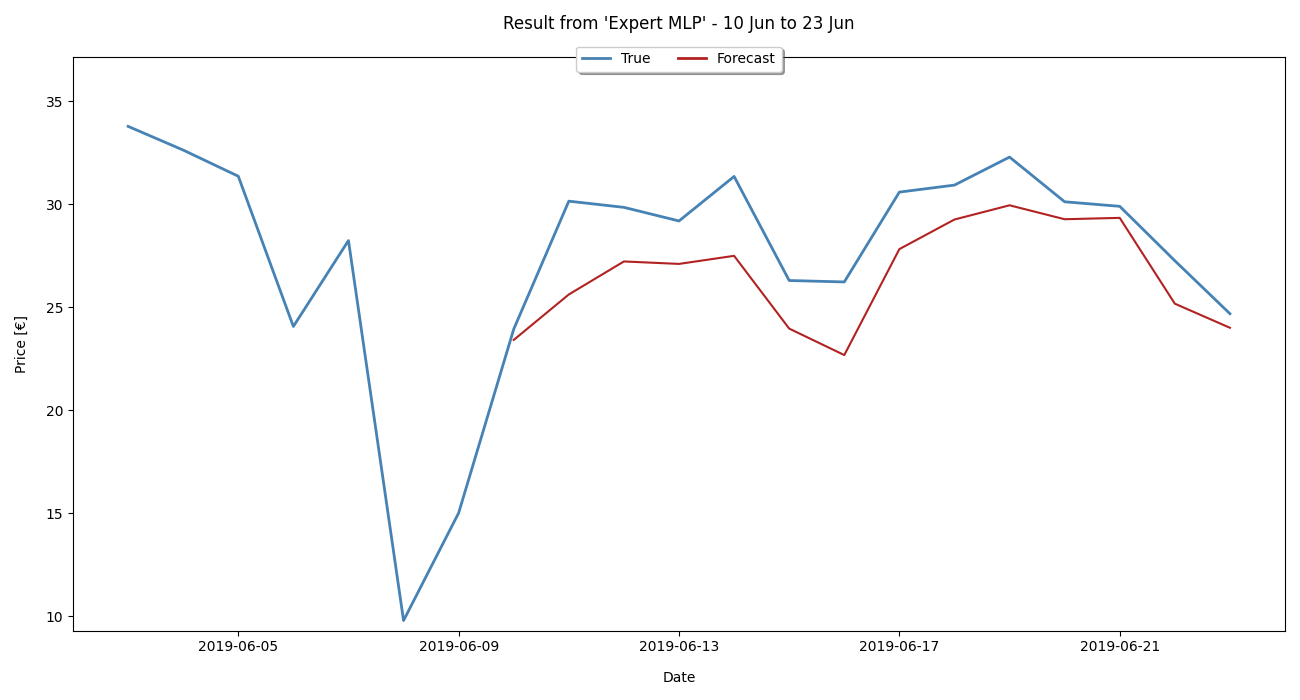 Result from 'Expert MLP' - 10 Jun to 23 Jun
True Forecast
35
30
25
20
15
10
Price [€]
2019-06-05 2019-06-09 2019-06-13 2019-06-17 2019-06-21
Date